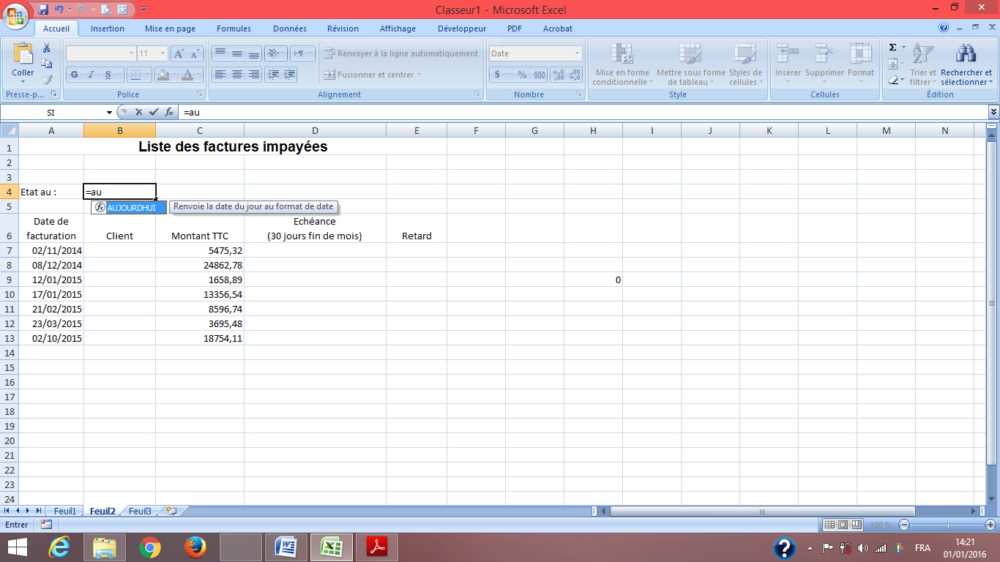 Classeur1 - Microsoft Excel
Accueil Insertion Mise en page Formules Données Révision Affichage Développeur PDF Acrobat
Coller
11
Renvoyer à la ligne automatiquement
Date
G I S
Fusionner et centrer
$ % 000
Mise en forme conditionnelle
Mettre sous forme de tableau
Styles de cellules
Insérer Supprimer Format
Trier et filtrer
Rechercher et sélectionner
Presse-p... Police Alignement Nombre Style Cellules Édition
SI =au
A B C D E F G H I J K L M N
1 Liste des factures impayées
2
3
4 Etat au : =au
AUJOURDHUI Renvoie la date du jour au format de date
5
Date de Echéance
6 facturation Client Montant TTC (30 jours fin de mois) Retard
7 02/11/2014 5475,32
8 08/12/2014 24862,78
9 12/01/2015 1658,89 0
10 17/01/2015 13356,54
11 21/02/2015 8596,74
12 23/03/2015 3695,48
13 02/10/2015 18754,11
14
15
16
17
18
19
20
21
22
23
24
Feuil1 Feuil2 Feuil3
Entrer 100 %
FRA 14:21
01/01/2016